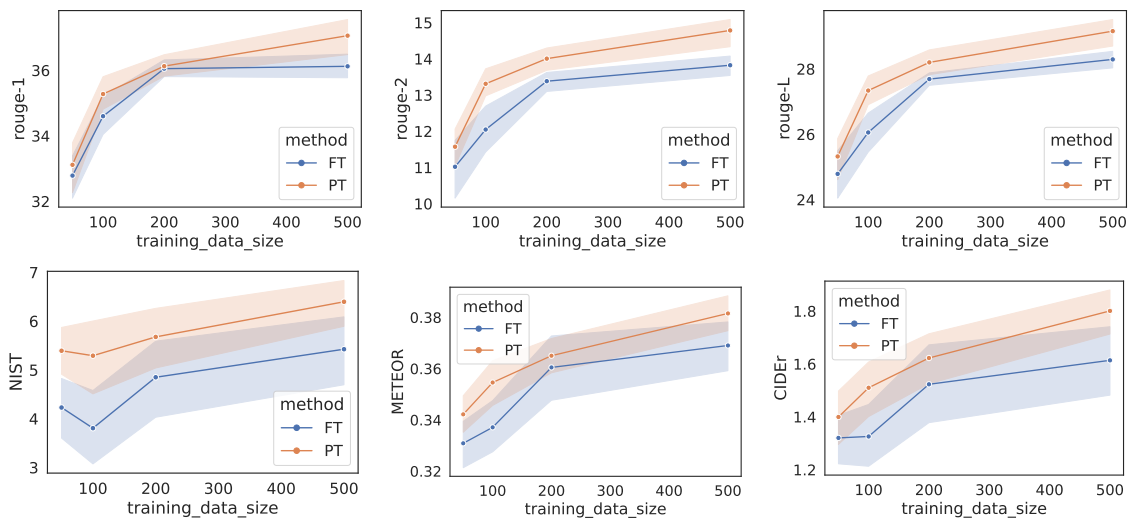 rouge-1
36
34
32
100 200 300 400 500
training_data_size
method
FT
PT
rouge-2
15
14
13
12
11
10
100 200 300 400 500
training_data_size
method
FT
PT
rouge-L
28
26
24
100 200 300 400 500
training_data_size
method
FT
PT
NIST
7
6
5
4
3
100 200 300 400 500
training_data_size
method
FT
PT
METEOR
0.38
0.36
0.34
0.32
100 200 300 400 500
training_data_size
method
FT
PT
CIDEr
1.8
1.6
1.4
1.2
100 200 300 400 500
training_data_size
method
FT
PT